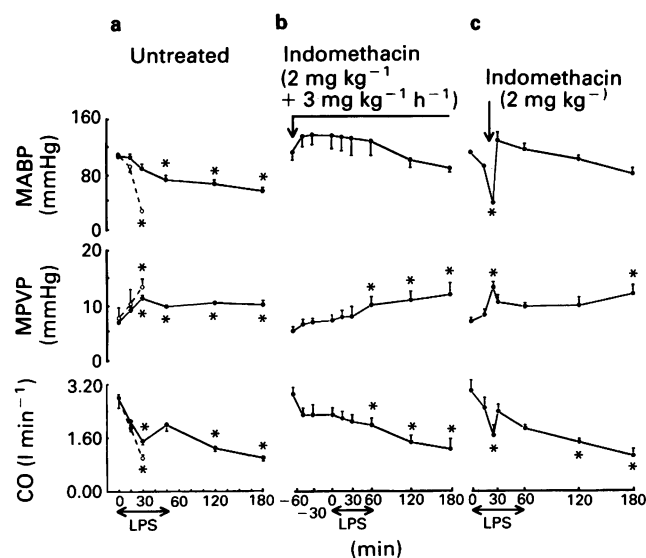 a
Untreated
b
Indomethacin
(2 mg kg⁻¹
+ 3 mg kg⁻¹ h⁻¹)
c
Indomethacin
(2 mg kg⁻)
MABP
(mmHg)
160
80
0
*
*
*
*
*
MPVP
(mmHg)
20
10
0
*
*
*
*
*
*
*
*
*
*
CO (l min⁻¹)
3.20
1.60
0.00
*
*
*
*
*
*
*
*
*
*
0 30 60 120 180
LPS
-60 0 30 60 120 180
-30
LPS
0 30 60 120 180
LPS
(min)